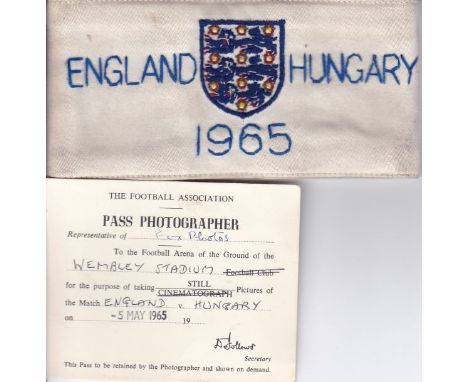 ENGLAND HUNGARY
1965
THE FOOTBALL ASSOCIATION
PASS PHOTOGRAPHER
Representative of Fox Photos
To the Football Arena of the Ground of the
WEMBLEY STADIUM Football Club
STILL
for the purpose of taking CINEMATOGRAPH Pictures of
the Match ENGLAND v. HUNGARY
on -5 MAY 1965 19
Secretary
This Pass to be retained by the Photographer and shown on demand.